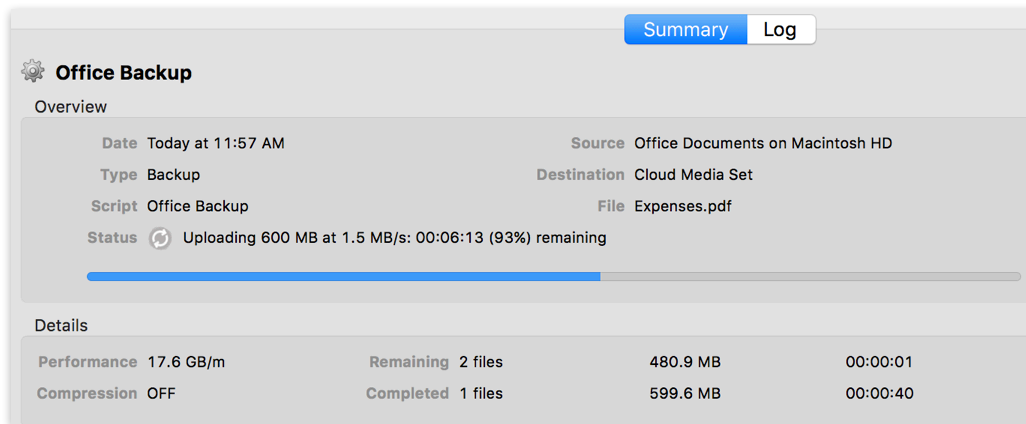 Summary Log
Office Backup
Overview
Date Today at 11:57 AM Source Office Documents on Macintosh HD
Type Backup Destination Cloud Media Set
Script Office Backup File Expenses.pdf
Status Uploading 600 MB at 1.5 MB/s: 00:06:13 (93%) remaining
Details
Performance 17.6 GB/m Remaining 2 files 480.9 MB 00:00:01
Compression OFF Completed 1 files 599.6 MB 00:00:40